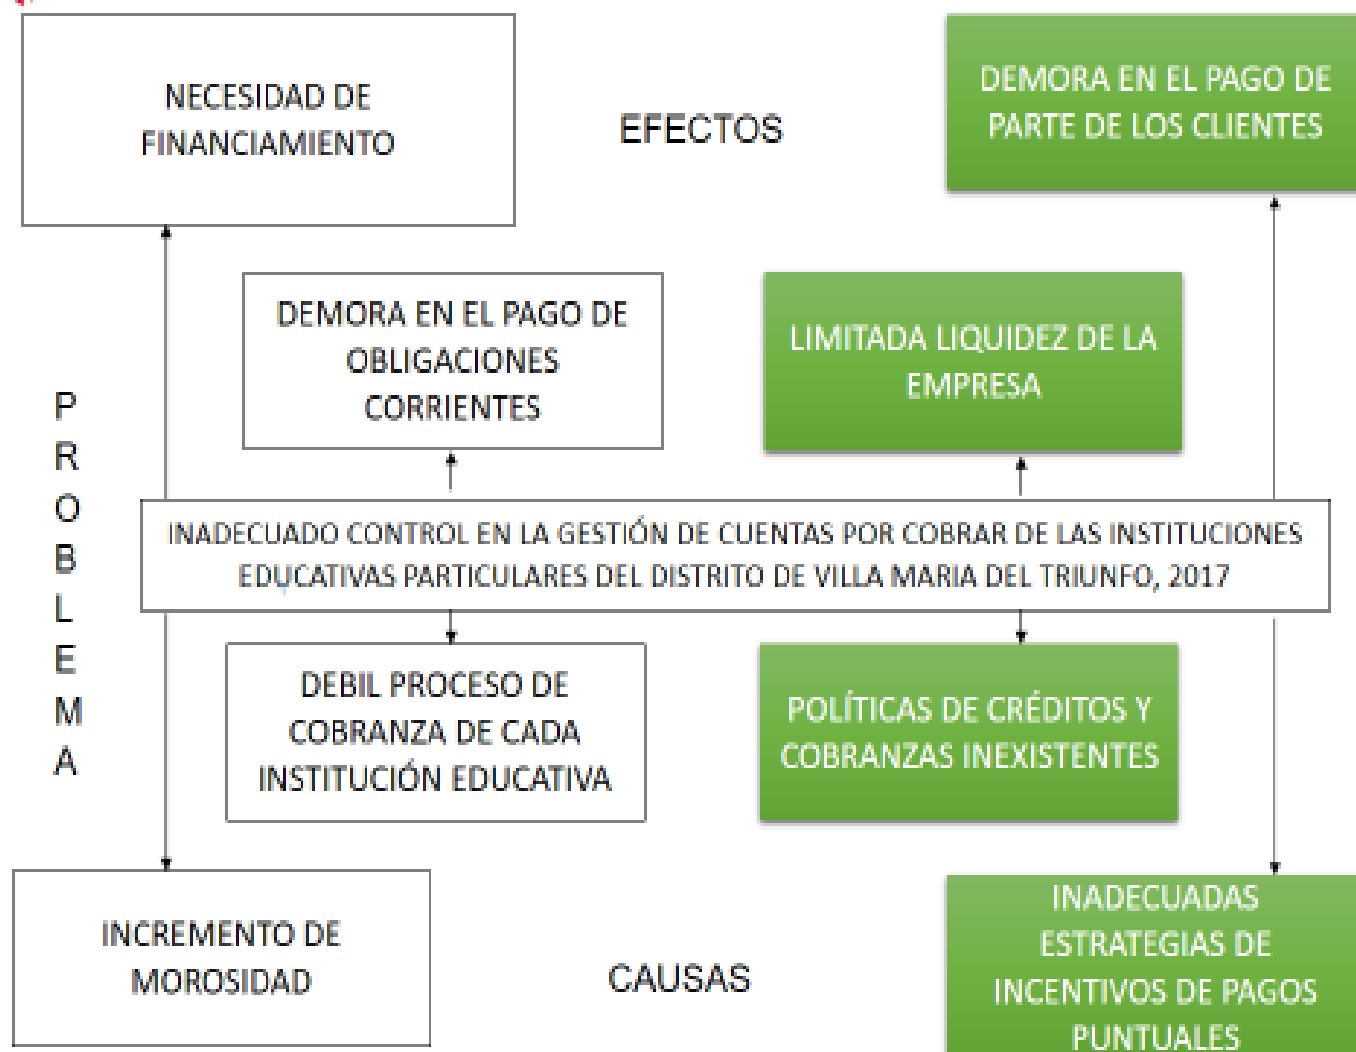 NECESIDAD DE
FINANCIAMIENTO
EFECTOS
DEMORA EN EL PAGO DE
PARTE DE LOS CLIENTES
DEMORA EN EL PAGO DE
OBLIGACIONES
CORRIENTES
LIMITADA LIQUIDEZ DE LA
EMPRESA
P
R
O
B
L
E
M
A
INADECUADO CONTROL EN LA GESTIÓN DE CUENTAS POR COBRAR DE LAS INSTITUCIONES
EDUCATIVAS PARTICULARES DEL DISTRITO DE VILLA MARIA DEL TRIUNFO, 2017
DEBIL PROCESO DE
COBRANZA DE CADA
INSTITUCIÓN EDUCATIVA
POLÍTICAS DE CRÉDITOS Y
COBRANZAS INEXISTENTES
INCREMENTO DE
MOROSIDAD
CAUSAS
INADECUADAS
ESTRATEGIAS DE
INCENTIVOS DE PAGOS
PUNTUALES